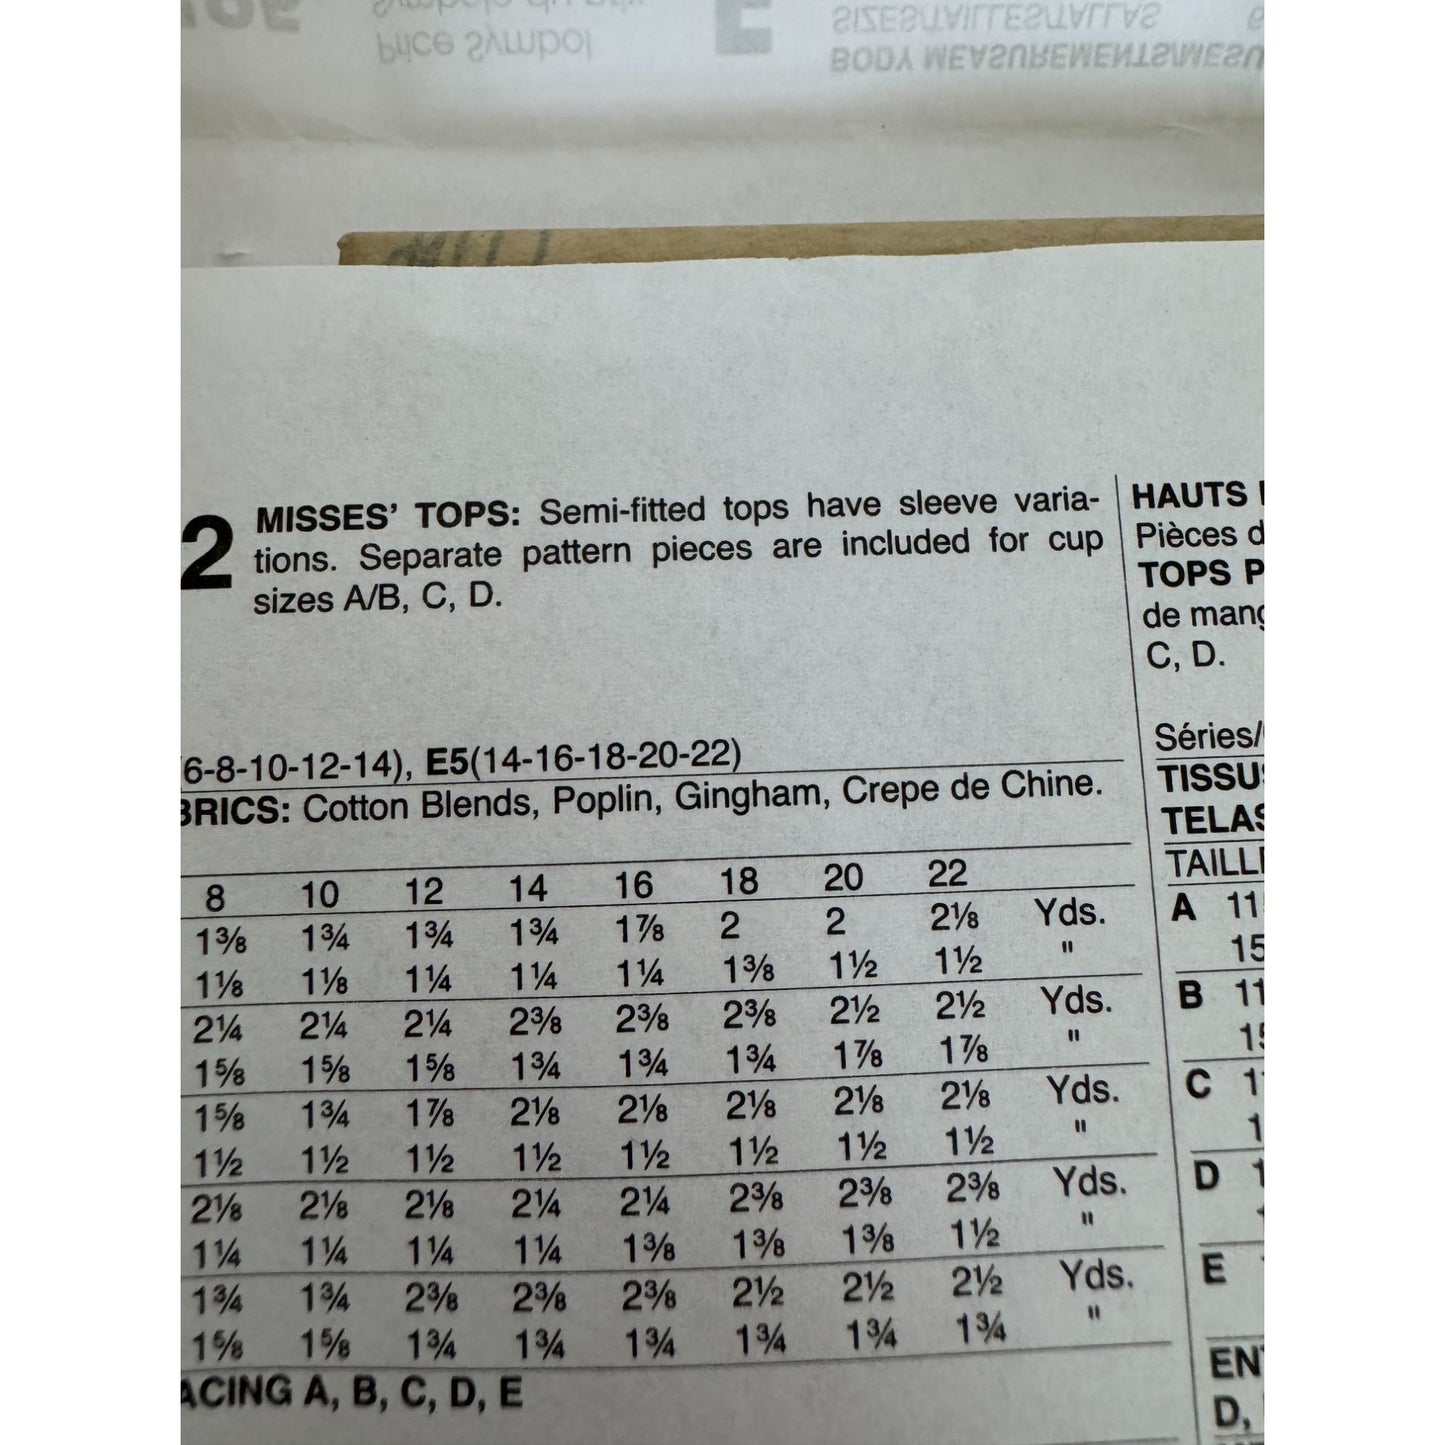 Price Symbol
SIZES/TAILLES/TALLAS
BODY MEASUREMENTS/MESU
2 MISSES' TOPS: Semi-fitted tops have sleeve varia-
tions. Separate pattern pieces are included for cup
sizes A/B, C, D.
HAUTS
Pièces d
TOPS P
de mang
C, D.
(6-8-10-12-14), E5(14-16-18-20-22)
BRICS: Cotton Blends, Poplin, Gingham, Crepe de Chine.
8 10 12 14 16 18 20 22
1⅜ 1¾ 1¾ 1¾ 1⅞ 2 2 2⅛ Yds.
1⅛ 1⅛ 1¼ 1¼ 1¼ 1⅜ 1½ 1½ "
2¼ 2¼ 2¼ 2⅜ 2⅜ 2⅜ 2½ 2½ Yds.
1⅝ 1⅝ 1⅝ 1¾ 1¾ 1¾ 1⅞ 1⅞ "
1⅝ 1¾ 1⅞ 2⅛ 2⅛ 2⅛ 2⅛ 2⅛ Yds.
1½ 1½ 1½ 1½ 1½ 1½ 1½ 1½ "
2⅛ 2⅛ 2⅛ 2¼ 2¼ 2⅜ 2⅜ 2⅜ Yds.
1¼ 1¼ 1¼ 1¼ 1⅜ 1⅜ 1⅜ 1½ "
1¾ 1¾ 2⅜ 2⅜ 2⅜ 2½ 2½ 2½ Yds.
1⅝ 1⅝ 1¾ 1¾ 1¾ 1¾ 1¾ 1¾ "
ACING A, B, C, D, E
Séries/
TISSUS
TELAS
TAILLE
A 11
15
B 11
15
C 1
1
D 1
1
E
EN
D,